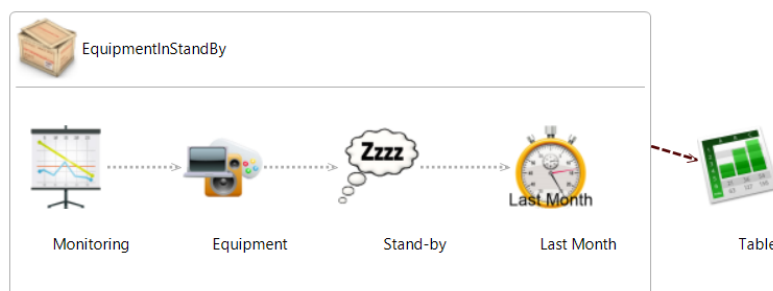 EquipmentInStandBy
Zzzz
Last Month
Monitoring
Equipment
Stand-by
Last Month
Table